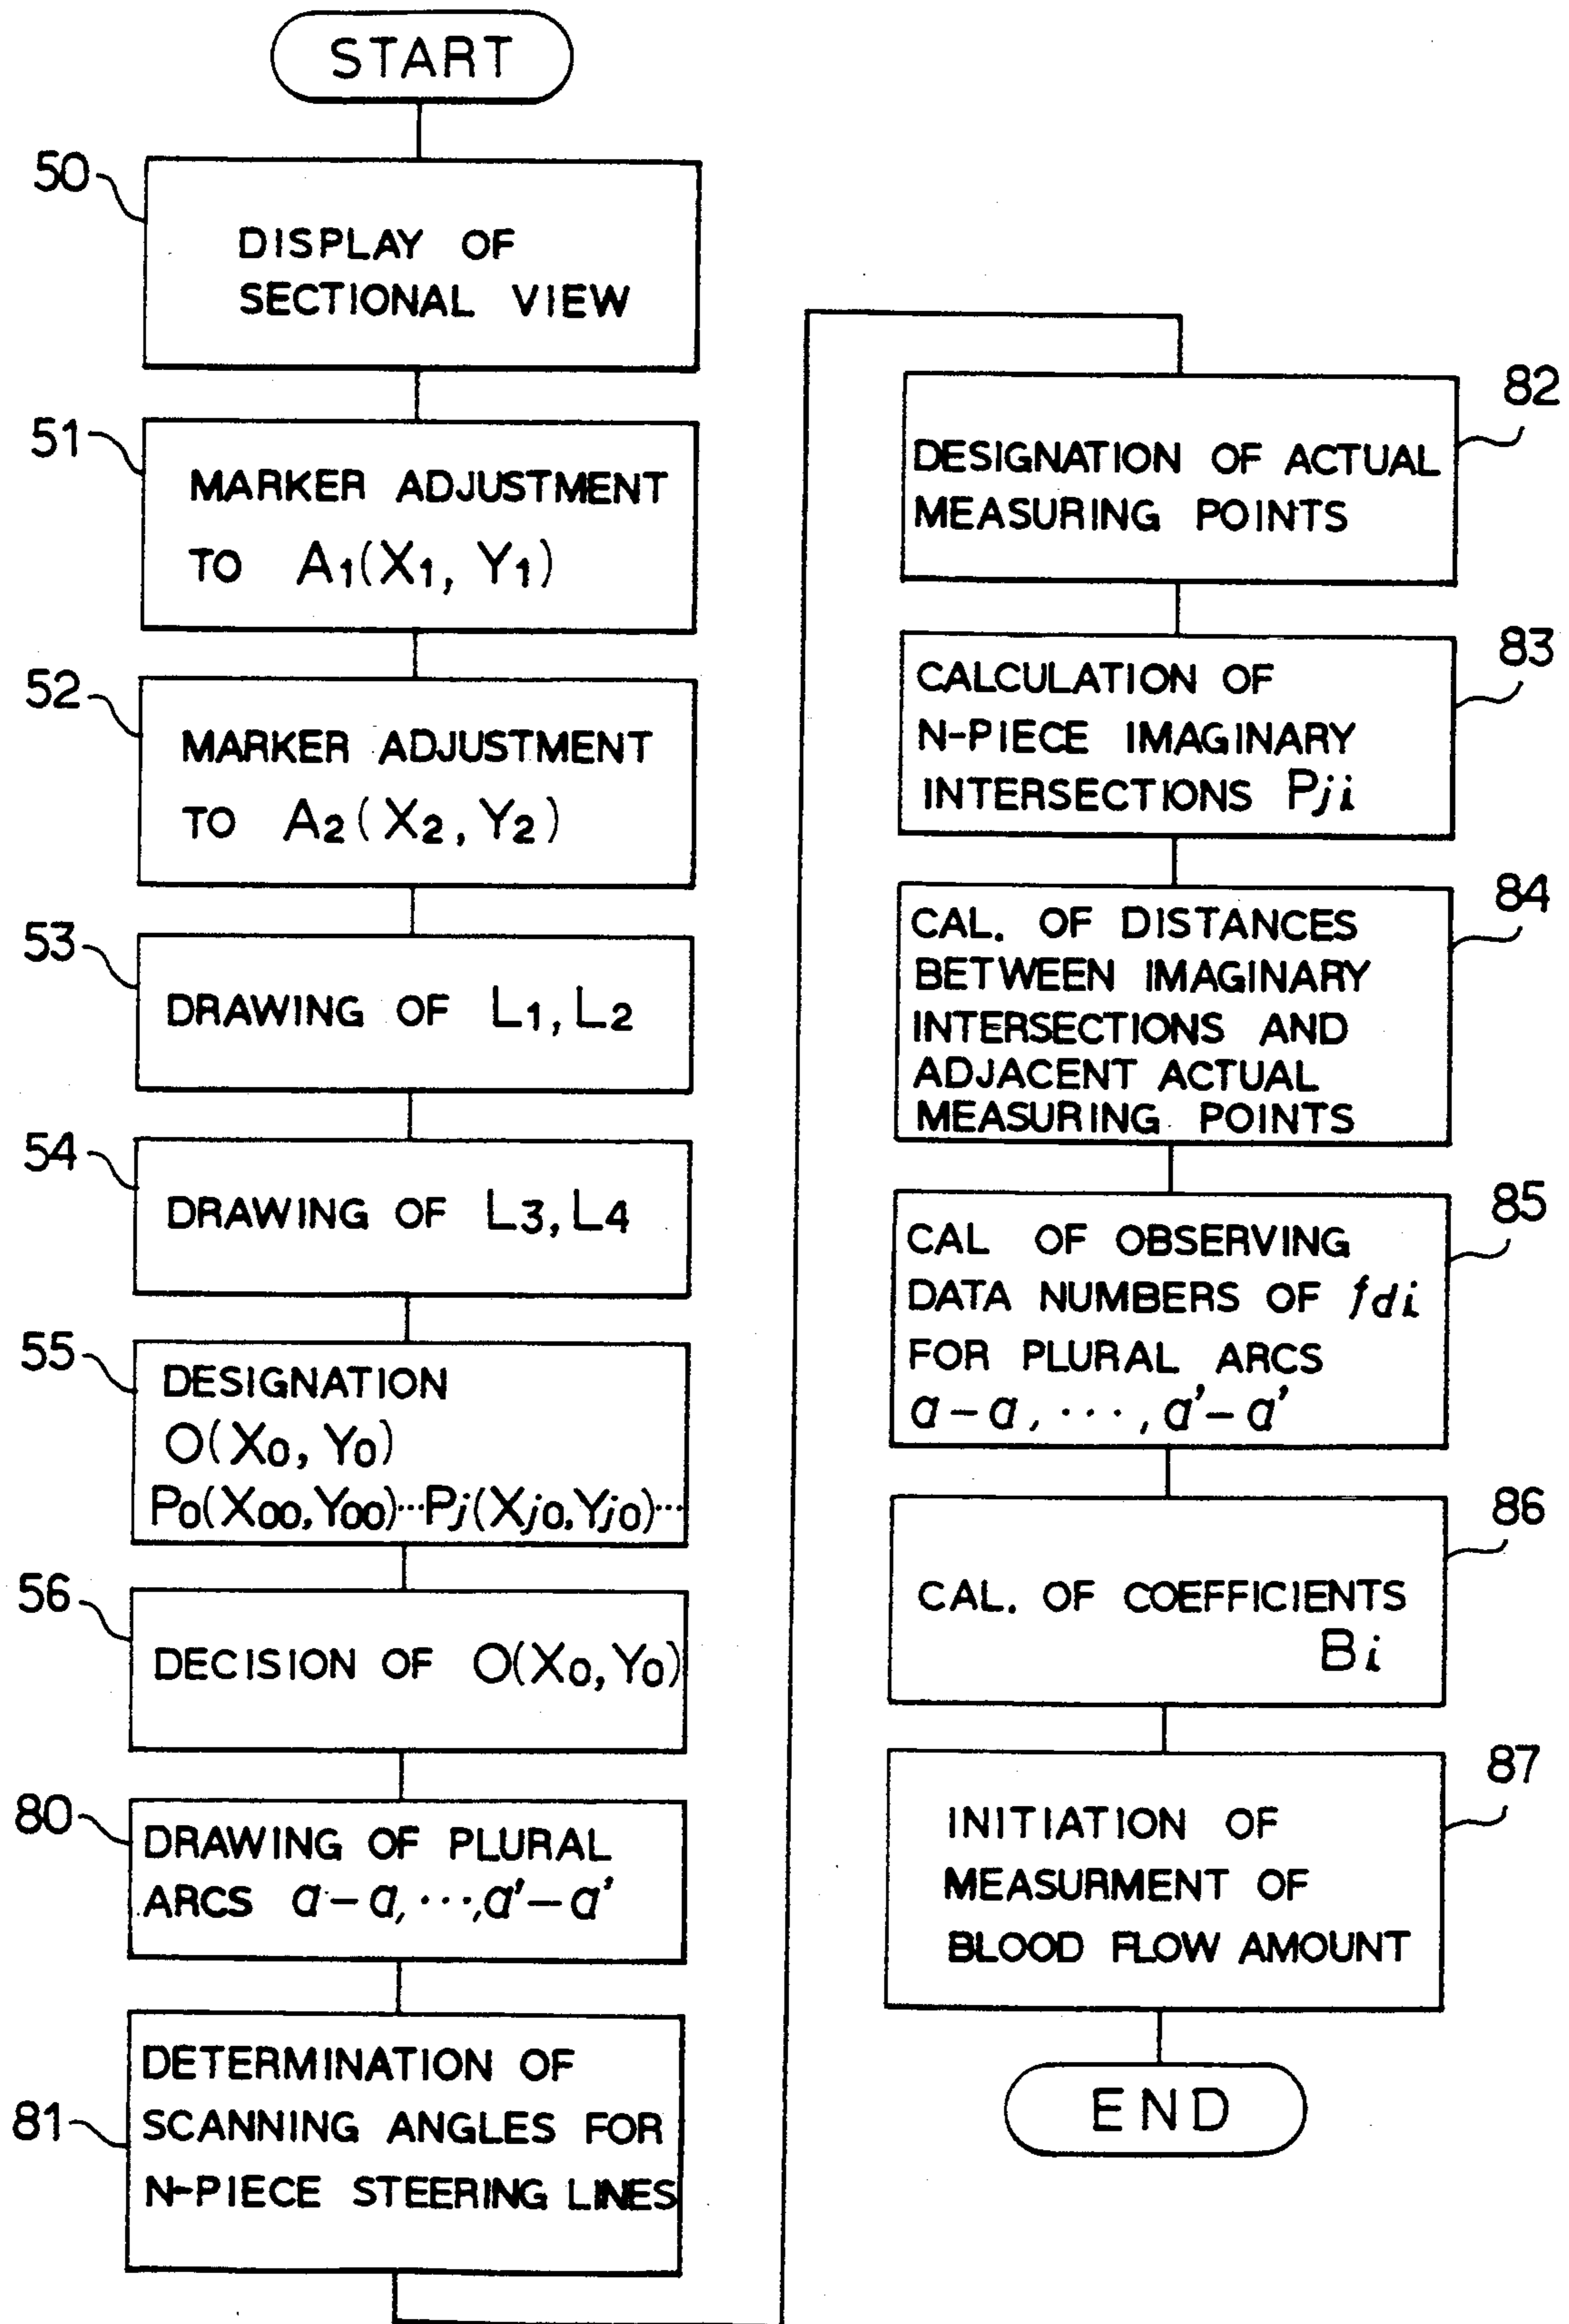 START
50
DISPLAY OF
SECTIONAL VIEW
51
MARKER ADJUSTMENT
TO A1(X1, Y1)
52
MARKER ADJUSTMENT
TO A2(X2, Y2)
53
DRAWING OF L1, L2
54
DRAWING OF L3, L4
55
DESIGNATION
O(X0, Y0)
P0(X00, Y00)···Pj(Xj0, Yj0)···
56
DECISION OF O(X0, Y0)
80
DRAWING OF PLURAL
ARCS a-a, ···, a'-a'
81
DETERMINATION OF
SCANNING ANGLES FOR
N-PIECE STEERING LINES
82
DESIGNATION OF ACTUAL
MEASURING POINTS
83
CALCULATION OF
N-PIECE IMAGINARY
INTERSECTIONS Pji
84
CAL. OF DISTANCES
BETWEEN IMAGINARY
INTERSECTIONS AND
ADJACENT ACTUAL
MEASURING POINTS
85
CAL OF OBSERVING
DATA NUMBERS OF fdi
FOR PLURAL ARCS
a-a, ···, a'-a'
86
CAL. OF COEFFICIENTS
Bi
87
INITIATION OF
MEASURMENT OF
BLOOD FLOW AMOUNT
END